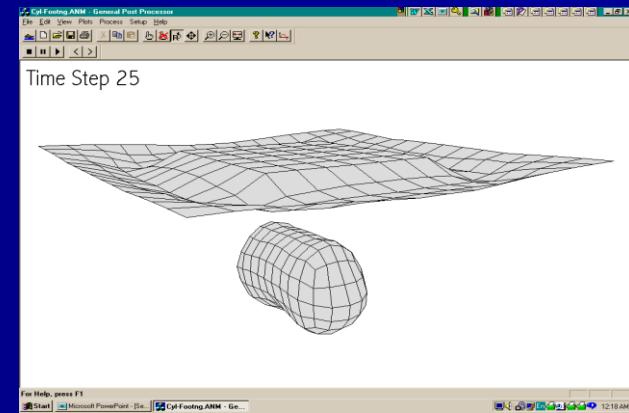 Cyl-Footng.ANM - General Post Processor
File Edit View Plots Process Setup Help
Time Step 25
For Help, press F1
Start Microsoft PowerPoint - [Se... Cyl-Footng.ANM - Ge... 12:18 AM